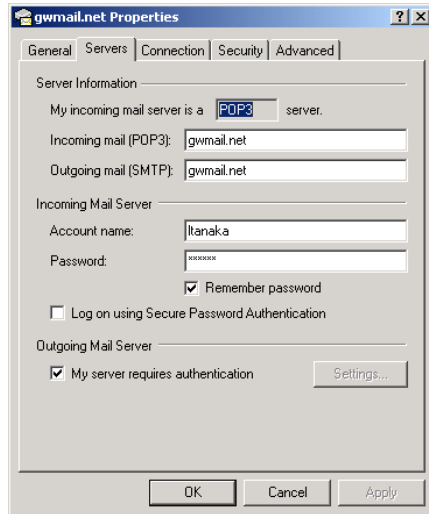 gwmail.net Properties
General Servers Connection Security Advanced
Server Information
My incoming mail server is a POP3 server.
Incoming mail (POP3): gwmail.net
Outgoing mail (SMTP): gwmail.net
Incoming Mail Server
Account name: ltanaka
Password: ××××××
Remember password
Log on using Secure Password Authentication
Outgoing Mail Server
My server requires authentication Settings...
OK Cancel Apply